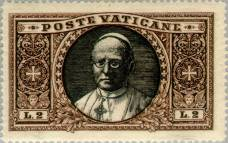 POSTE VATICANE
L. 2 L. 2